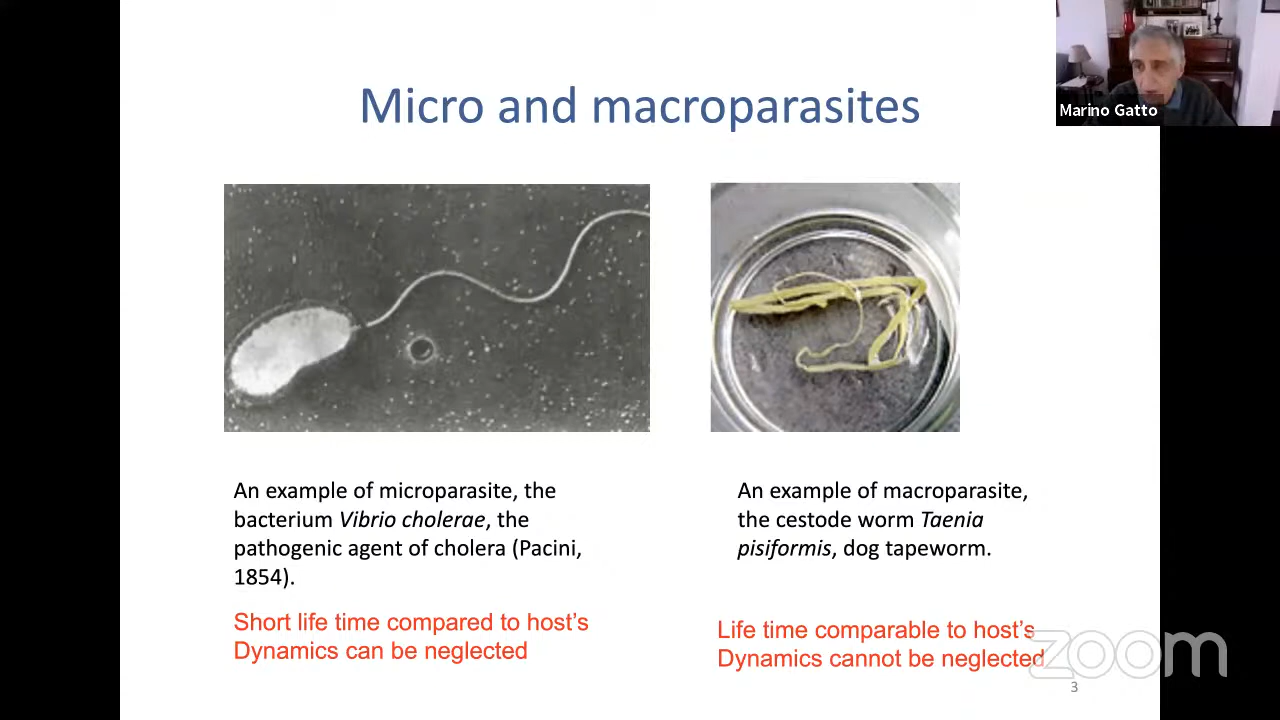 Micro and macroparasites
Marino Gatto
An example of microparasite, the
bacterium Vibrio cholerae, the
pathogenic agent of cholera (Pacini,
1854).
Short life time compared to host’s
Dynamics can be neglected
An example of macroparasite,
the cestode worm Taenia
pisiformis, dog tapeworm.
Life time comparable to host’s
Dynamics cannot be neglected
zoom
3